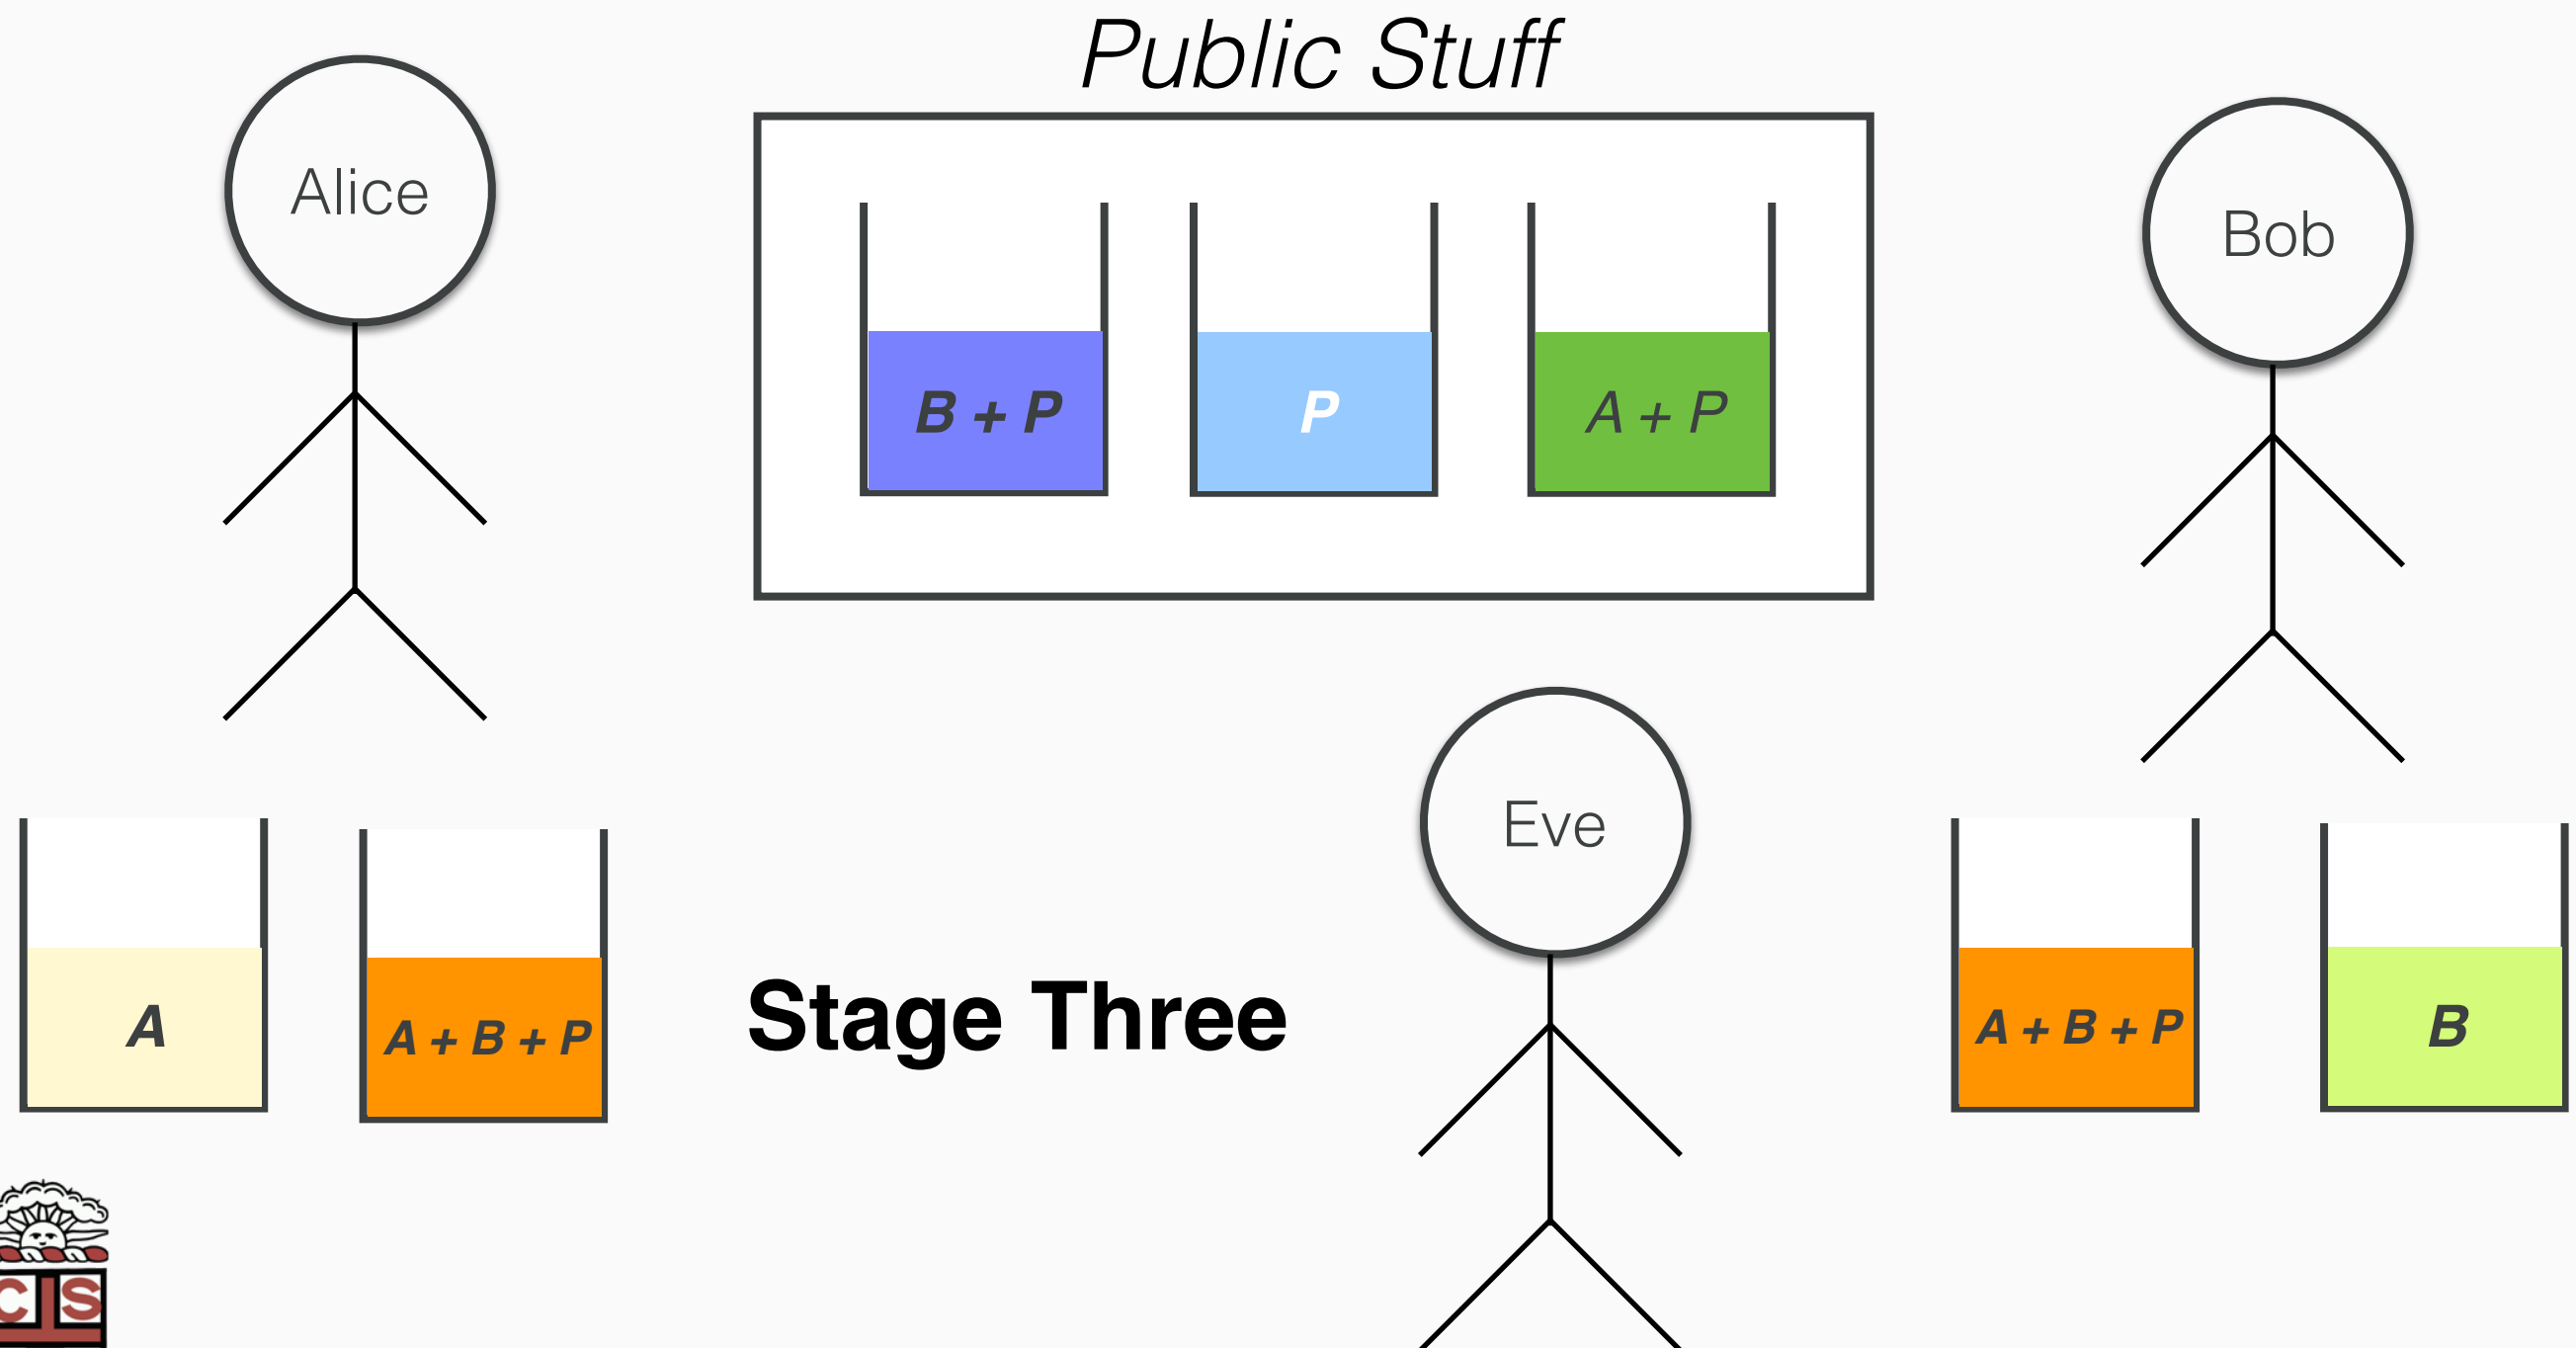 Public Stuff
Alice
Bob
B + P
P
A + P
Eve
A
A + B + P
Stage Three
A + B + P
B
CIS